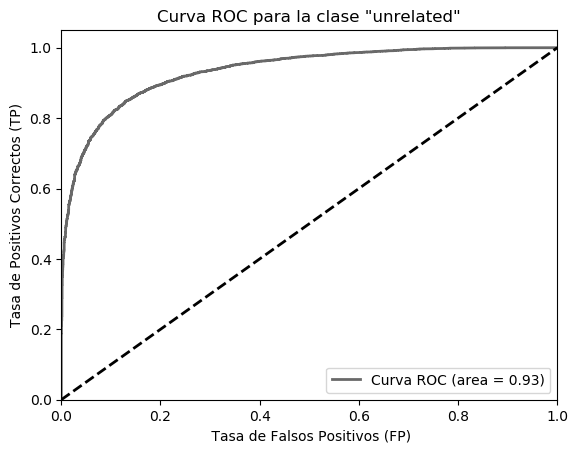 Curva ROC para la clase "unrelated"
Tasa de Positivos Correctos (TP)
1.0
0.8
0.6
0.4
0.2
0.0
Curva ROC (area = 0.93)
0.0 0.2 0.4 0.6 0.8 1.0
Tasa de Falsos Positivos (FP)